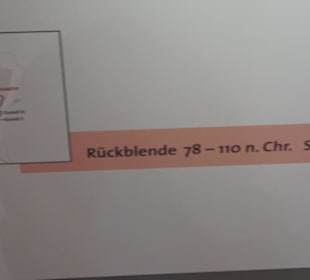 Rückblende 78 – 110 n. Chr. S